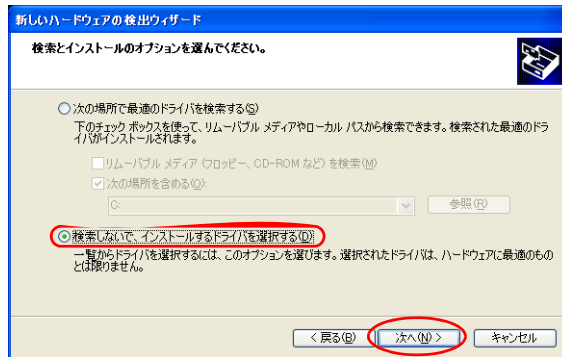 新しいハードウェアの検出ウィザード
検索とインストールのオプションを選んでください。
次の場所で最適のドライバを検索する(S)
下のチェック ボックスを使って、リムーバブル メディアやローカル パスから検索できます。検索された最適のドラ
イバがインストールされます。
リムーバブル メディア (フロッピー、CD-ROM など) を検索(M)
次の場所を含める(O):
C:
参照(R)
検索しないで、インストールするドライバを選択する(D)
一覧からドライバを選択するには、このオプションを選びます。選択されたドライバは、ハードウェアに最適のもの
とは限りません。
< 戻る(B)
次へ(N) >
キャンセル